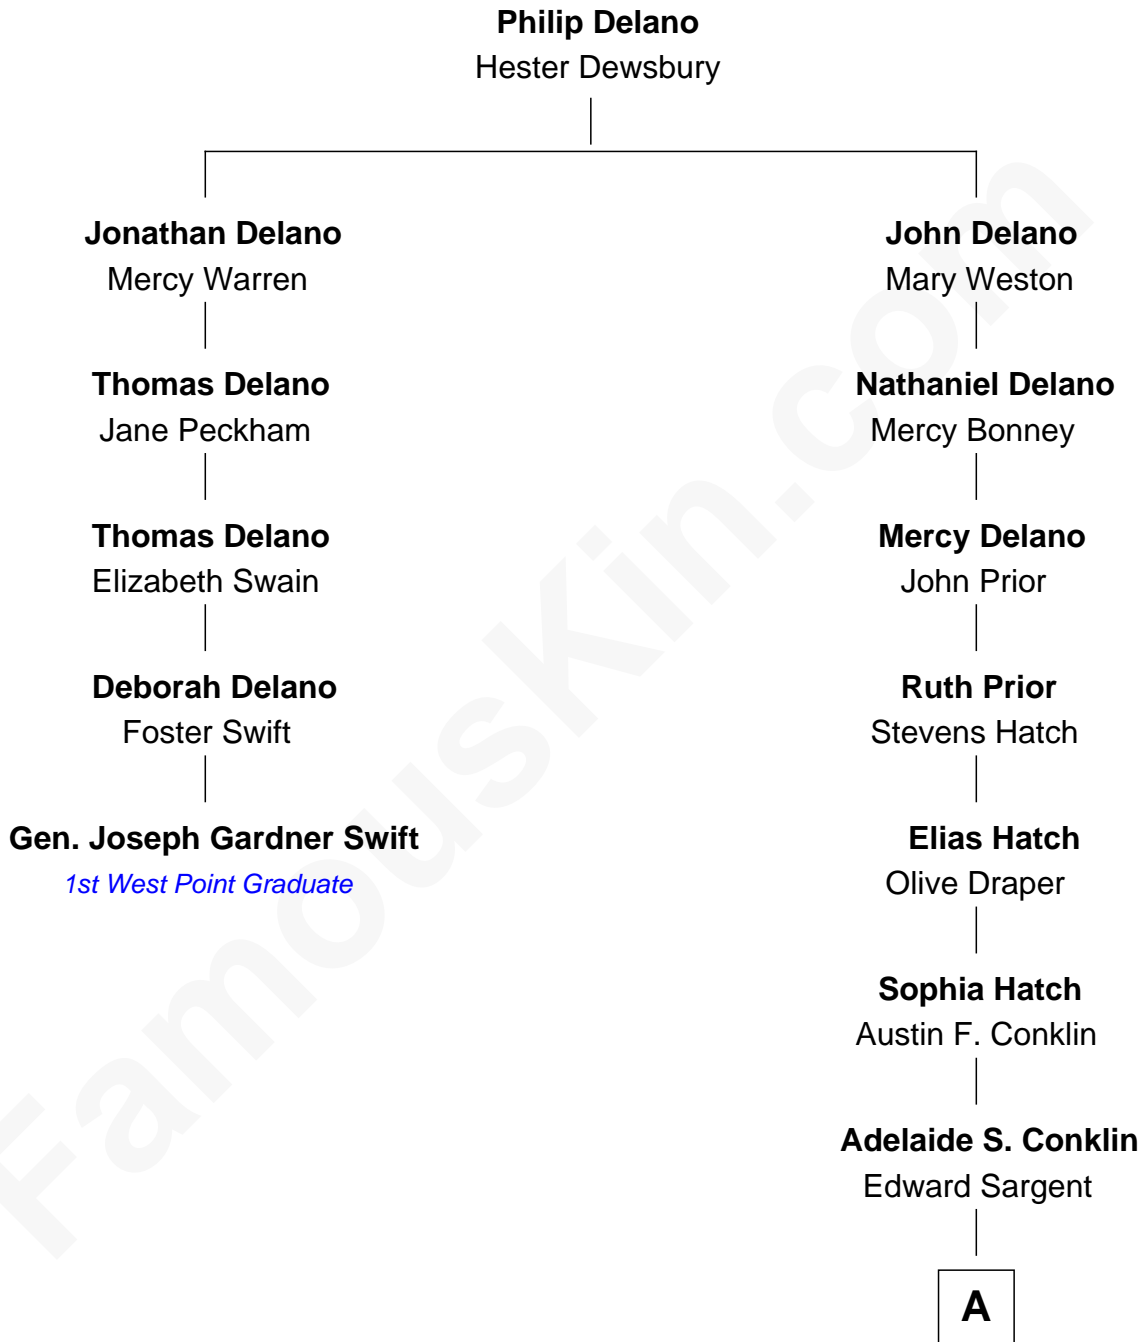 Philip Delano
Hester Dewsbury
Jonathan Delano
Mercy Warren
John Delano
Mary Weston
Thomas Delano
Jane Peckham
Nathaniel Delano
Mercy Bonney
Thomas Delano
Elizabeth Swain
Mercy Delano
John Prior
Deborah Delano
Foster Swift
Ruth Prior
Stevens Hatch
Gen. Joseph Gardner Swift
1st West Point Graduate
Elias Hatch
Olive Draper
Sophia Hatch
Austin F. Conklin
Adelaide S. Conklin
Edward Sargent
A
FamousKin.com